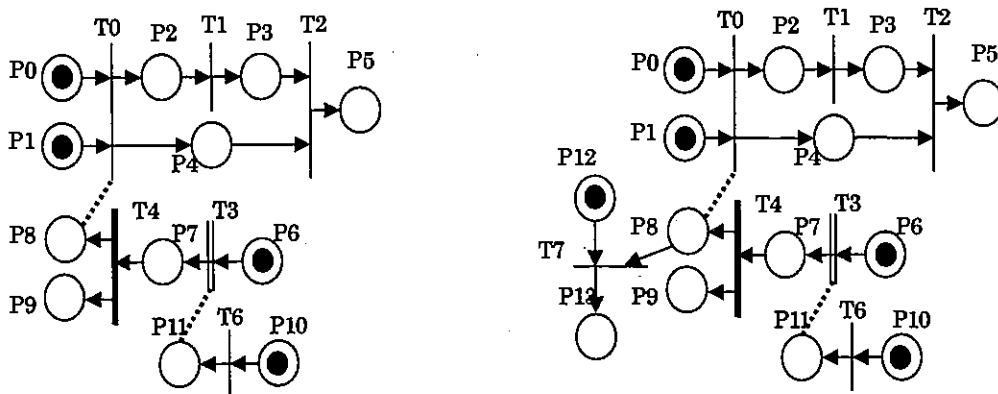 T0 T1 T2
P2 P3
P0 P5
P1
P4
P8 T4 T3
P7 P6
P9
P11 T6 P10
T0 T1 T2
P2 P3
P0 P5
P1
P4
P12
P8 T4 T3
P7 P6
T7
P13 P9
P11 T6 P10